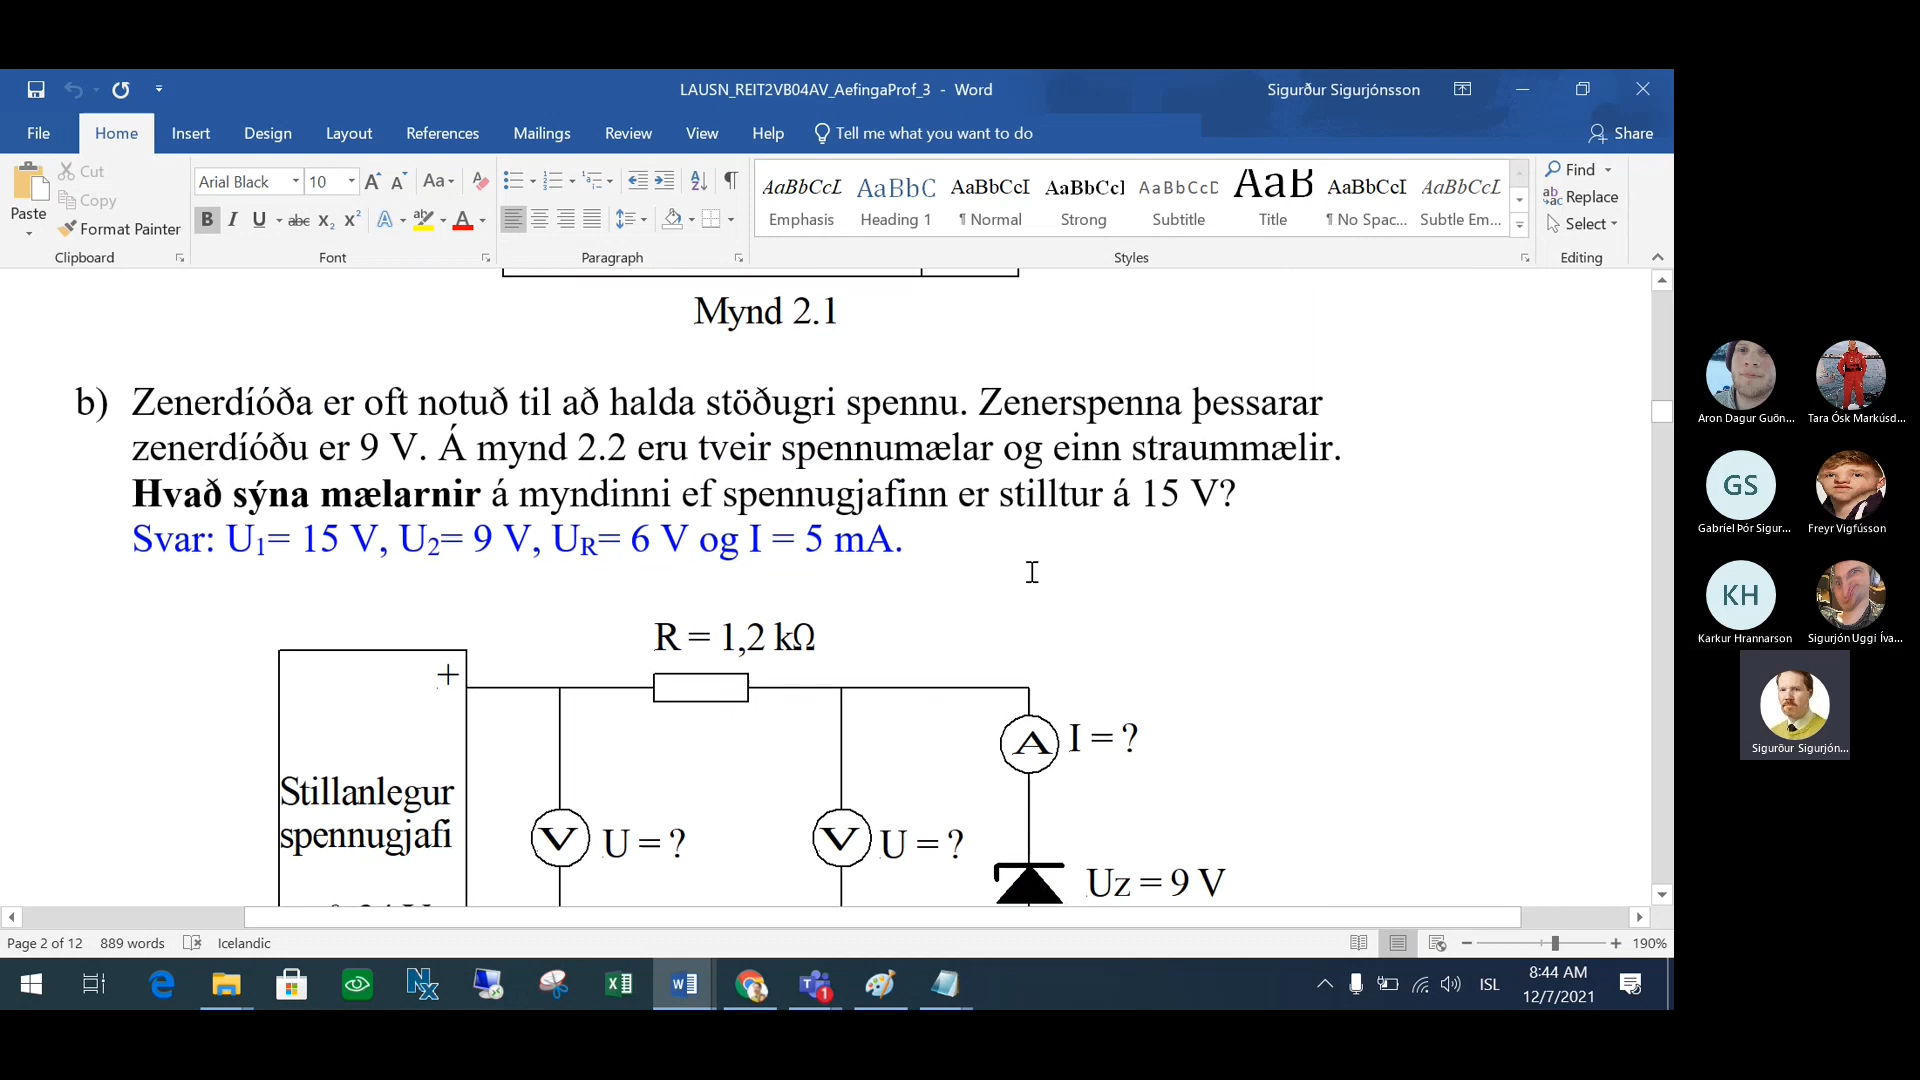 LAUSN_REIT2VB04AV_AefingaProf_3 - Word
Sigurður Sigurjónsson
File Home Insert Design Layout References Mailings Review View Help Tell me what you want to do Share
Paste
Cut
Copy
Format Painter
Clipboard
Arial Black 10
Font
Paragraph
AaBbCcL AaBbC AaBbCcI AaBbCcI AaBbCcD AaB AaBbCcI AaBbCcL
Emphasis Heading 1 ¶ Normal Strong Subtitle Title ¶ No Spac... Subtle Em...
Styles
Find
Replace
Select
Editing
Mynd 2.1
b) Zenerdíóða er oft notuð til að halda stöðugri spennu. Zenerspenna þessarar
zenerdíóðu er 9 V. Á mynd 2.2 eru tveir spennumælar og einn straummælir.
Hvað sýna mælarnir á myndinni ef spennugjafinn er stilltur á 15 V?
Svar: U1= 15 V, U2= 9 V, UR= 6 V og I = 5 mA.
R = 1,2 kΩ
+
A I = ?
Stillanlegur
spennugjafi
V U = ?
V U = ?
Uz = 9 V
Page 2 of 12 889 words Icelandic 190%
ISL
8:44 AM
12/7/2021
Aron Dagur Guðn...
Tara Ósk Markúsd...
GS
Gabríel Þór Sigur...
Freyr Vigfússon
KH
Karkur Hrannarson
Sigurjón Uggi Íva...
Sigurður Sigurjón...